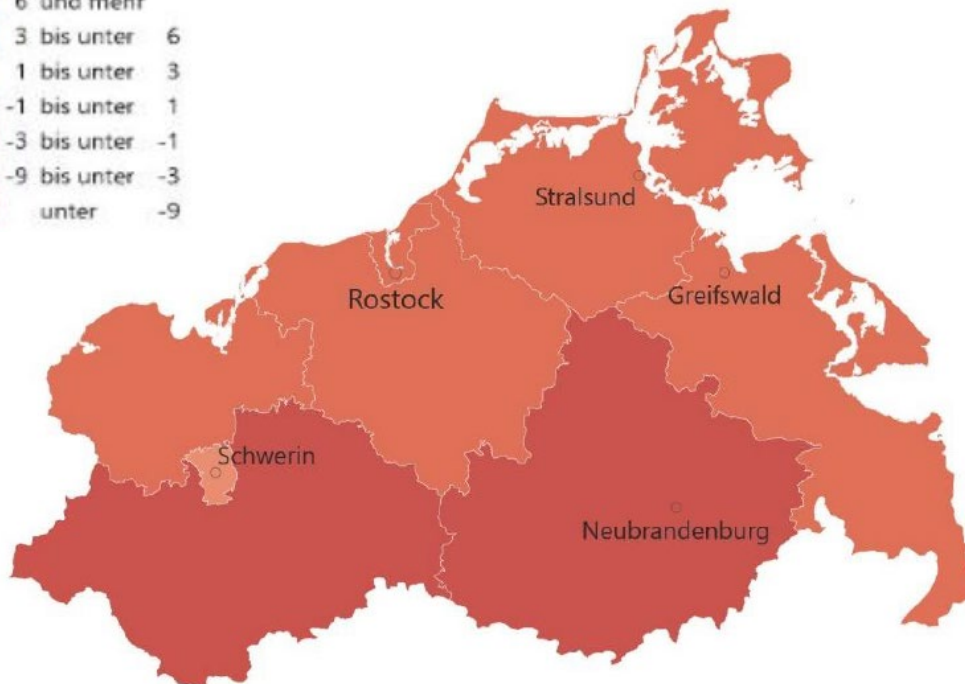 6 und mehr
3 bis unter 6
1 bis unter 3
-1 bis unter 1
-3 bis unter -1
-9 bis unter -3
unter -9
Stralsund
Greifswald
Rostock
Schwerin
Neubrandenburg